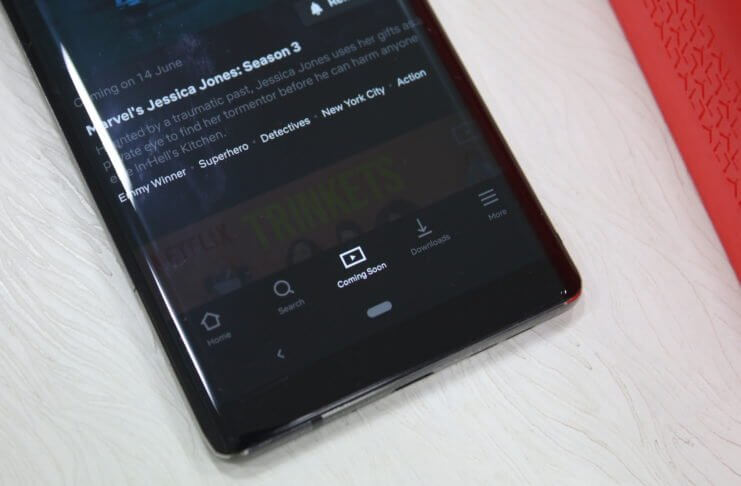 Coming on 14 June
Marvel's Jessica Jones: Season 3
Haunted by a traumatic past, Jessica Jones uses her gifts as
private eye to find her tormentor before he can harm anyone
in Hell's Kitchen.
Emmy Winner · Superhero · Detectives · New York City · Action
NETFLIX
TRINKETS
Home
Search
Coming Soon
Downloads
More